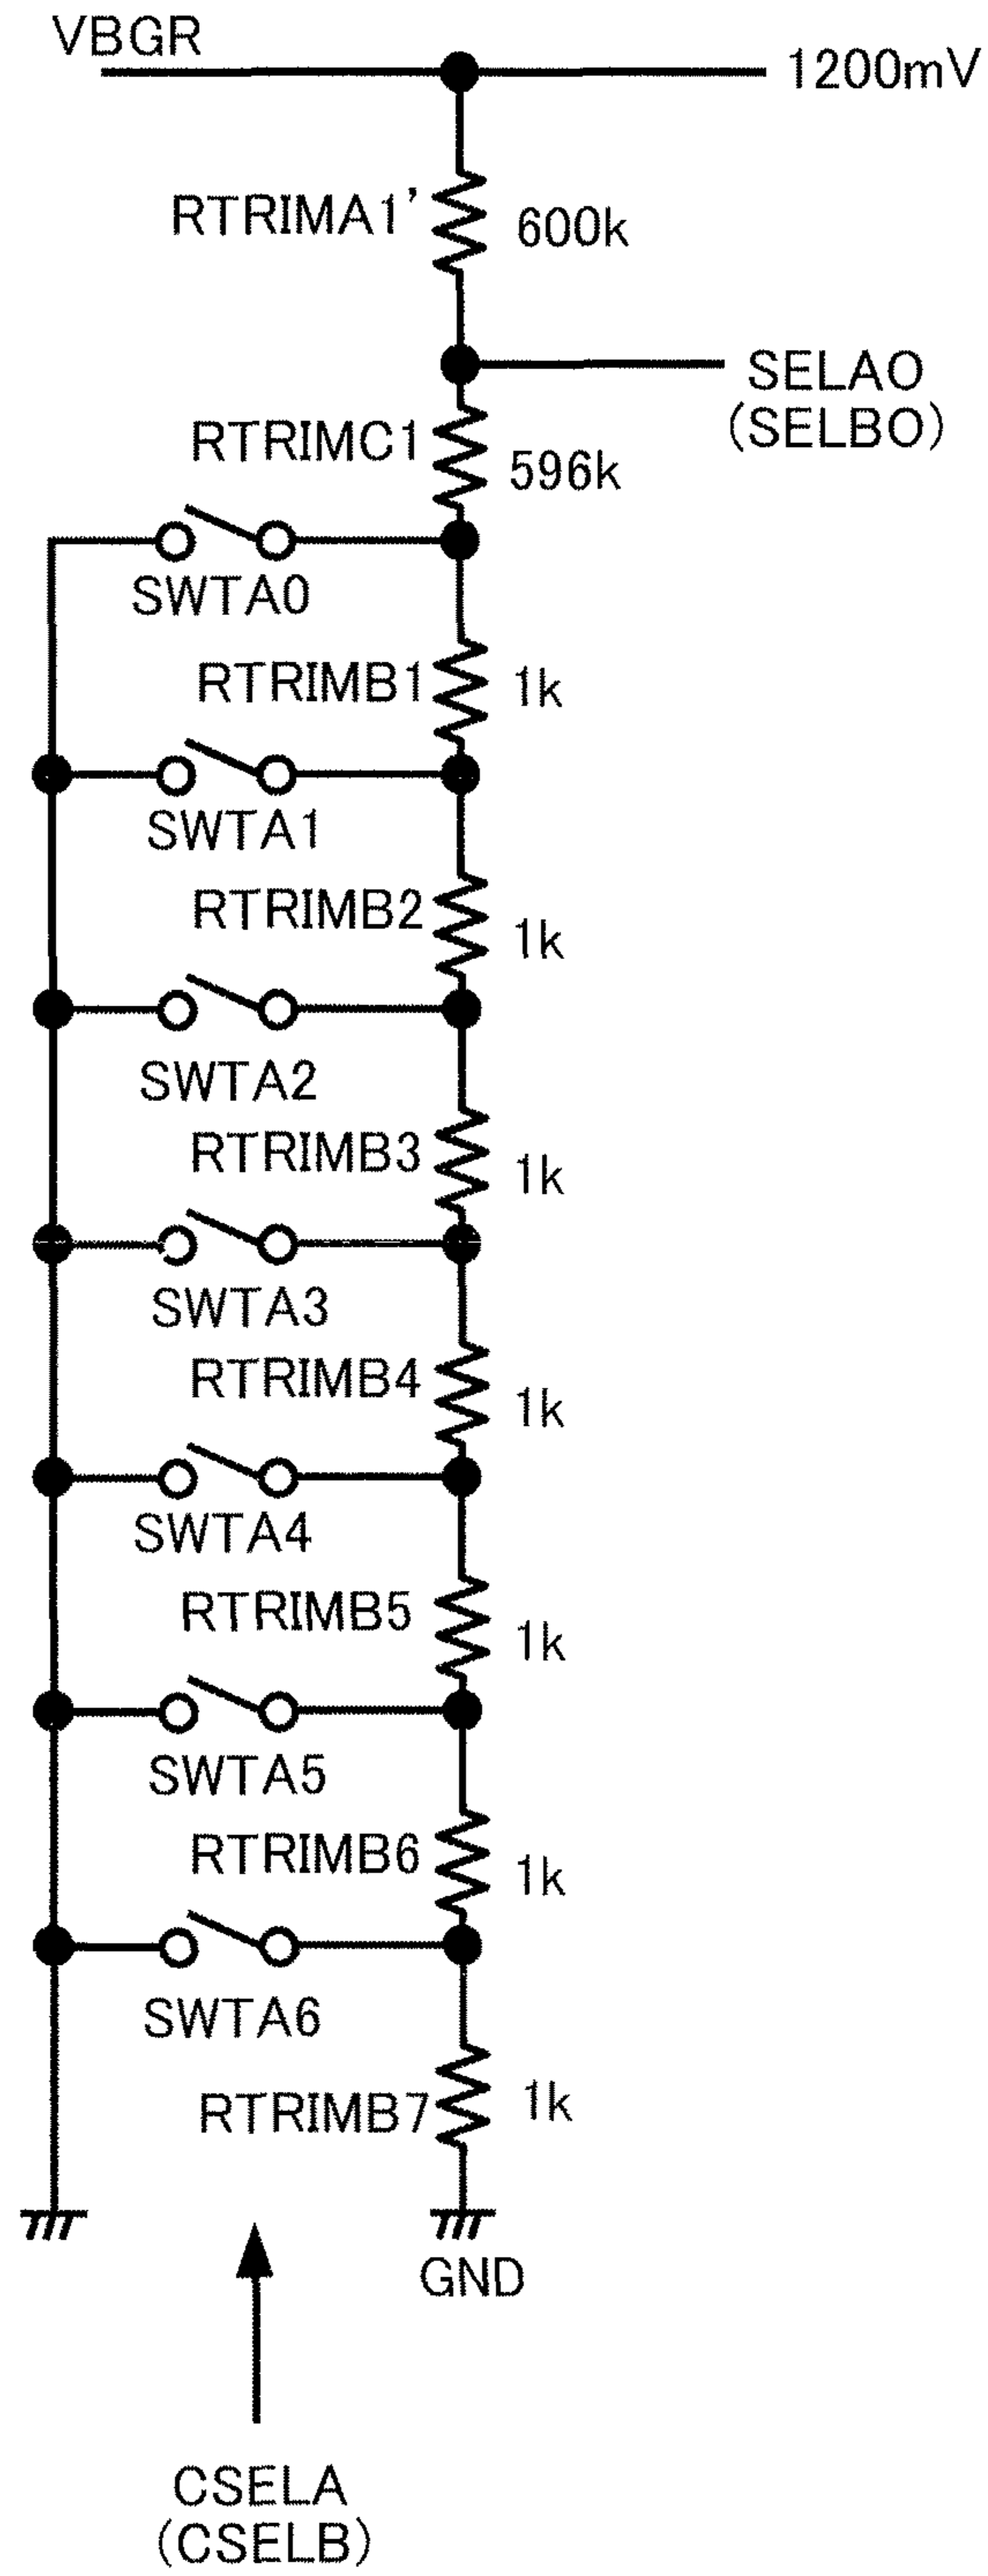 VBGR
1200mV
RTRIMA1’
600k
SELAO
(SELBO)
RTRIMC1
596k
SWTA0
RTRIMB1
1k
SWTA1
RTRIMB2
1k
SWTA2
RTRIMB3
1k
SWTA3
RTRIMB4
1k
SWTA4
RTRIMB5
1k
SWTA5
RTRIMB6
1k
SWTA6
RTRIMB7
1k
GND
CSELA
(CSELB)